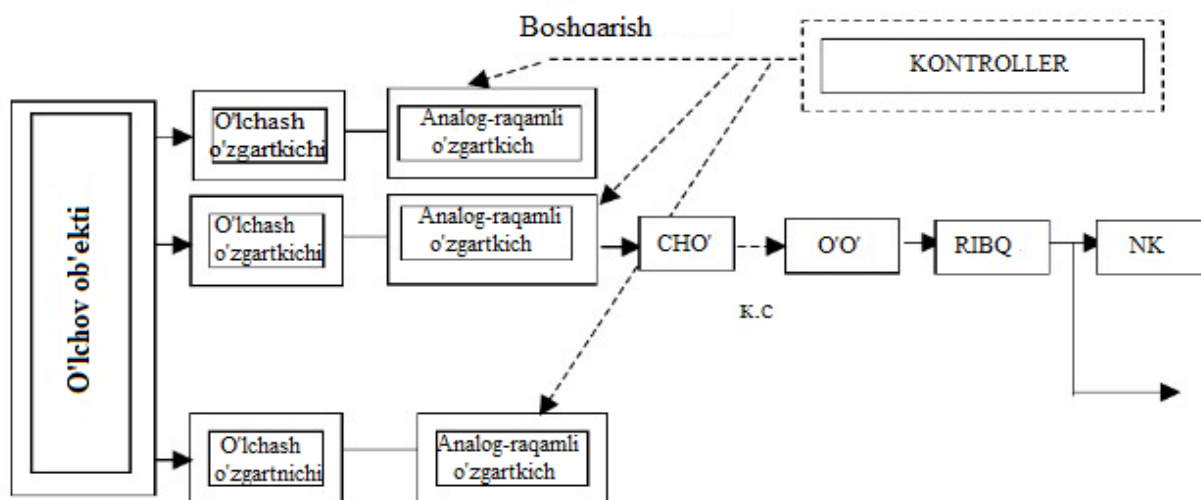 Boshqarish
KONTROLLER
O'lchov ob'ekti
O'lchash
o'zgartkichi
Analog-raqamli
o'zgartkich
O'lchash
o'zgartkichi
Analog-raqamli
o'zgartkich
CHO'
O'O'
RIBQ
NK
K.C
O'lchash
o'zgartnichi
Analog-raqamli
o'zgartkich